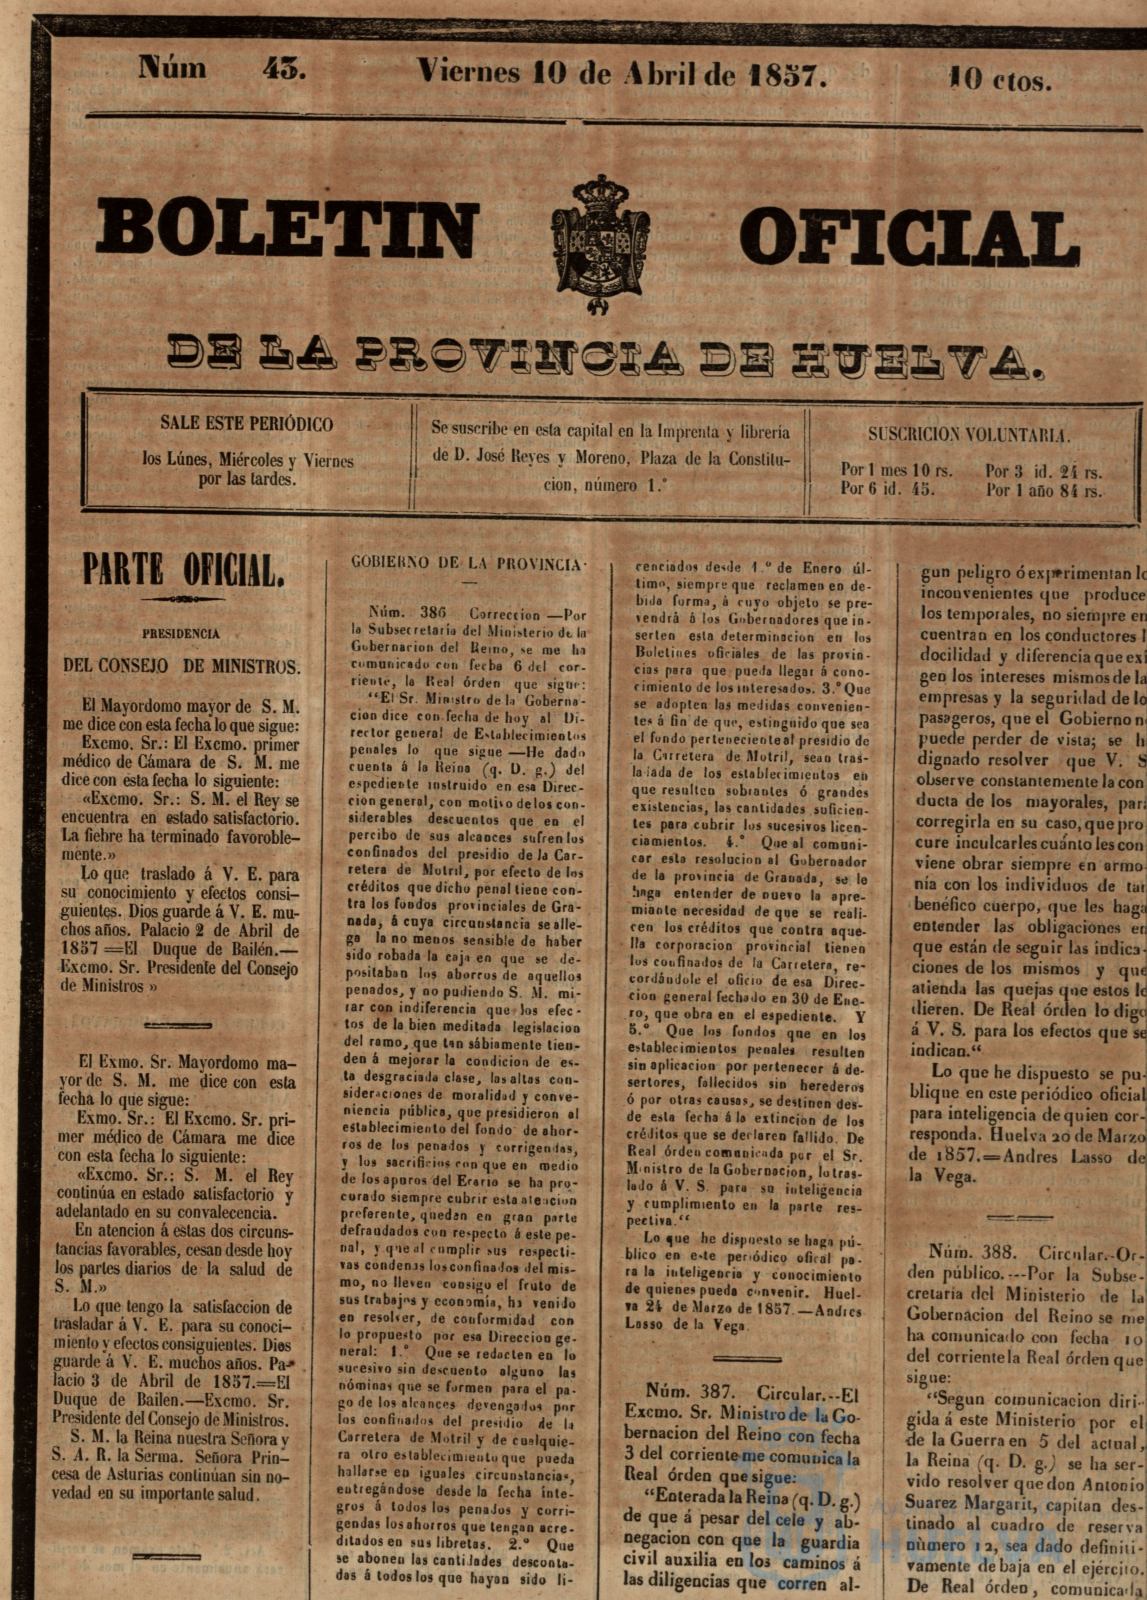 Núm 43.
Viernes 10 de Abril de 1857.
10 ctos.
BOLETIN OFICIAL
DE LA PROVINCIA DE HUELVA.
SALE ESTE PERIÓDICO
los Lúnes, Miércoles y Viernes
por las tardes.
Se suscribe en esta capital en la Imprenta y librería
de D. José Reyes y Moreno, Plaza de la Constitu-
cion, número 1.º
SUSCRICION VOLUNTARIA.
Por 1 mes 10 rs. Por 3 id. 24 rs.
Por 6 id. 45. Por 1 año 84 rs.
PARTE OFICIAL.
PRESIDENCIA
DEL CONSEJO DE MINISTROS.
El Mayordomo mayor de S. M.
me dice con esta fecha lo que sigue:
Excmo. Sr.: El Excmo. primer
médico de Cámara de S. M. me
dice con esta fecha lo siguiente:
«Excmo. Sr.: S. M. el Rey se
encuentra en estado satisfactorio.
La fiebre ha terminado favoroble-
mente.»
Lo que traslado á V. E. para
su conocimiento y efectos consi-
guientes. Dios guarde á V. E. mu-
chos años. Palacio 2 de Abril de
1857=El Duque de Bailén.—
Excmo. Sr. Presidente del Consejo
de Ministros »
El Exmo. Sr. Mayordomo ma-
yor de S. M. me dice con esta
fecha lo que sigue:
Exmo. Sr.: El Excmo. Sr. pri-
mer médico de Cámara me dice
con esta fecha lo siguiente:
«Excmo. Sr.: S. M. el Rey
continúa en estado satisfactorio y
adelantado en su convalecencia.
En atencion á estas dos circuns-
tancias favorables, cesan desde hoy
los partes diarios de la salud de
S. M.»
Lo que tengo la satisfaccion de
trasladar á V. E. para su conoci-
miento y efectos consiguientes. Dios
guarde á V. E. muchos años. Pa-
lacio 3 de Abril de 1857.=El
Duque de Bailen.—Excmo. Sr.
Presidente del Consejo de Ministros.
S. M. la Reina nuestra Señora y
S. A. R. la Serma. Señora Prin-
cesa de Asturias continúan sin no-
vedad en su importante salud.
GOBIERNO DE LA PROVINCIA·
Núm. 386 Correccion —Por
la Subsecretaría del Ministerio de la
Gobernacion del Reino, se me ha
comunicado con fecha 6 del cor-
riente, la Real órden que sigue:
"El Sr. Ministro de la Goberna-
cion dice con fecha de hoy al Di-
rector general de Establecimientos
penales lo que sigue —He dado
cuenta á la Reina (q. D. g.) del
espediente instruido en esa Direc-
cion general, con motivo de los con-
siderables descuentos que en el
percibo de sus alcances sufren los
confinados del presidio de la Car-
retera de Motril, por efecto de los
créditos que dicho penal tiene con-
tra los fondos provinciales de Gra-
nada, á cuya circunstancia se alle-
ga la no menos sensible de haber
sido robada la caja en que se de-
positaban los ahorros de aquellos
penados, y no pudiendo S. M. mi-
rar con indiferencia que los efec-
tos de la bien meditada legislacion
del ramo, que tan sábiamente tien-
den á mejorar la condicion de es-
ta desgraciada clase, las altas con-
sideraciones de moralidad y conve-
niencia pública, que presidieron al
establecimiento del fondo de ahor-
ros de los penados y corrigendas,
y los sacrificios con que en medio
de los apuros del Erario se ha pro-
curado siempre cubrir esta atencion
preferente, quedan en gran parte
defraudados con respecto á este pe-
nal, y que al cumplir sus respecti-
vas condenas los confinados del mis-
mo, no lleven consigo el fruto de
sus trabajos y economía, ha venido
en resolver, de conformidad con
lo propuesto por esa Direccion ge-
neral: 1.º Que se redacten en lo
sucesivo sin descuento alguno las
nóminas que se formen para el pa-
go de los alcances devengados por
los confinados del presidio de la
Carretera de Motril y de cualquie-
ra otro establecimiento que pueda
hallarse en iguales circunstancias,
entregándose desde la fecha inte-
gros á todos los penados y corri-
gendas los ahorros que tengan acre-
ditados en sus libretas. 2.º Que
se abonen las cantidades desconta-
das á todos los que hayan sido li-
cenciados desde 1.º de Enero úl-
timo, siempre que reclamen en de-
bida forma, á cuyo objeto se pre-
vendrá á los Gobernadores que in-
serten esta determinacion en los
Boletines oficiales de las provin-
cias para que pueda llegar á cono-
cimiento de los interesados. 3.º Que
se adopten las medidas convenien-
tes á fin de que, estinguido que sea
el fondo perteneciente al presidio de
la Carretera de Motril, sean tras-
ladada de los establecimientos en
que resulten sobrantes ó grandes
existencias, las cantidades suficien-
tes para cubrir los sucesivos licen-
ciamientos. 4.º Que al comuni-
car esta resolucion al Gobernador
de la provincia de Granada, se le
haga entender de nuevo la apre-
miante necesidad de que se reali-
cen los créditos que contra aque-
lla corporacion provincial tienen
los confinados de la Carretera, re-
cordándole el oficio de esa Direc-
cion general fechado en 30 de Ene-
ro, que obra en el espediente. Y
5.º Que los fondos que en los
establecimientos penales resulten
sin aplicacion por pertenecer á de-
sertores, fallecidos sin herederos
ó por otras causas, se destinen des-
de esta fecha á la extincion de los
créditos que se declaren fallido. De
Real órden comunicada por el Sr.
Ministro de la Gobernacion, lo tras-
lado á V. S. para su inteligencia
y cumplimiento en la parte res-
pectiva."
Lo que he dispuesto se haga pú-
blico en este periódico ofical pa-
ra la inteligencia y conocimiento
de quienes pueda convenir. Huel-
va 24 de Marzo de 1857.—Andres
Lasso de la Vega.
Núm. 387. Circular.--El
Excmo. Sr. Ministro de la Go-
bernacion del Reino con fecha
3 del corriente me comunica la
Real órden que sigue:
"Enterada la Reina (q. D. g.)
de que á pesar del celo y ab-
negacion con que la guardia
civil auxilia en los caminos á
las diligencias que corren al-
gun peligro ó experimentan lo
inconvenientes que produce
los temporales, no siempre en
cuentran en los conductores l
docilidad y diferencia que exi
gen los intereses mismos de la
empresas y la seguridad de lo
pasageros, que el Gobierno n
puede perder de vista; se h
dignado resolver que V. S
observe constantemente la con
ducta de los mayorales, par
corregirla en su caso, que pro
cure inculcarles cuánto les con
viene obrar siempre en armo
nía con los individuos de tan
benéfico cuerpo, que les haga
entender las obligaciones en
que están de seguir las indica-
ciones de los mismos y que
atienda las quejas que estos le
dieren. De Real órden lo digo
á V. S. para los efectos que se
indican."
Lo que he dispuesto se pu-
blique en este periódico oficial
para inteligencia de quien cor-
responda. Huelva 20 de Marzo
de 1857.=Andres Lasso de
la Vega.
Núm. 388. Circular.-Or-
den público.---Por la Subse-
cretaria del Ministerio de la
Gobernacion del Reino se me
ha comunicado con fecha 10
del corriente la Real órden que
sigue:
"Segun comunicacion diri-
gida á este Ministerio por el
de la Guerra en 5 del actual,
la Reina (q. D. g.) se ha ser-
vido resolver que don Antonio
Suarez Margarit, capitan des-
tinado al cuadro de reserva
número 12, sea dado definiti-
vamente de baja en el ejército.
De Real órden, comunicada
HUELVA